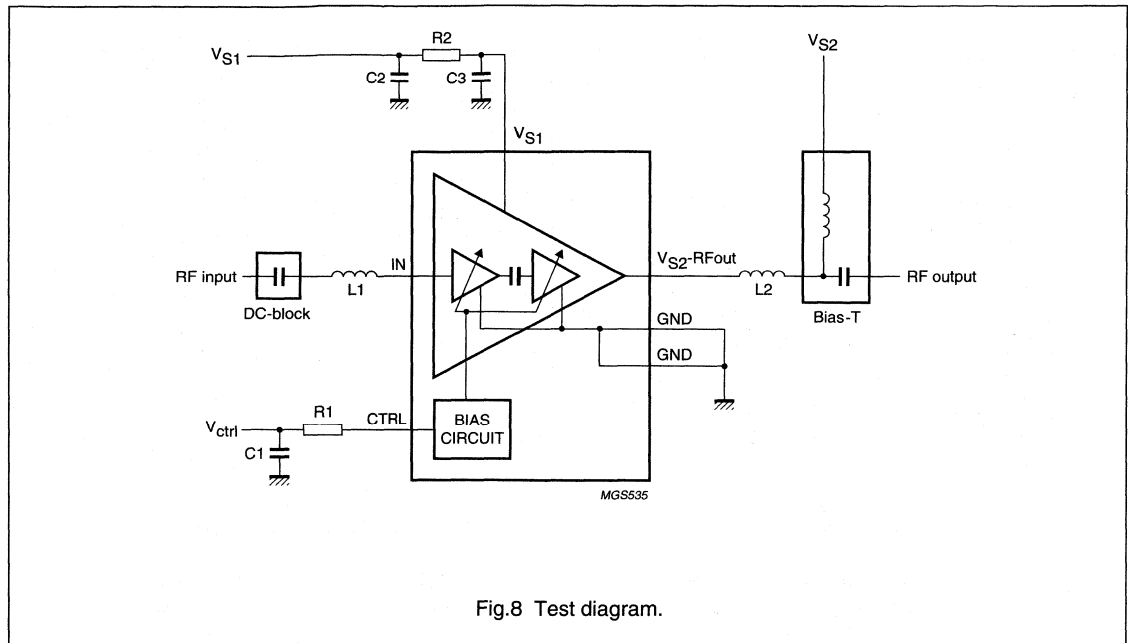 R2
VS1
VS2
C2
C3
VS1
RF input
DC-block
L1
IN
VS2-RFout
L2
Bias-T
RF output
GND
GND
Vctrl
R1
CTRL
C1
BIAS
CIRCUIT
MGS535
Fig.8 Test diagram.